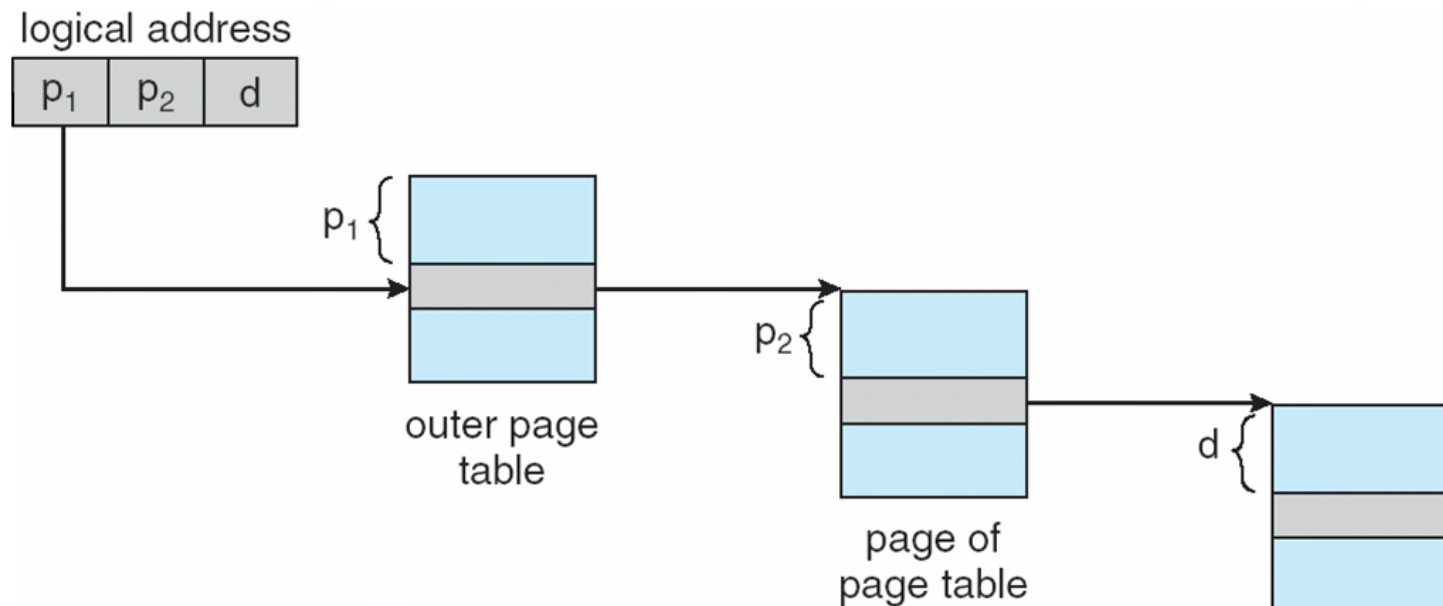 logical address
p₁ p₂ d
p₁
p₂
d
outer page
table
page of
page table